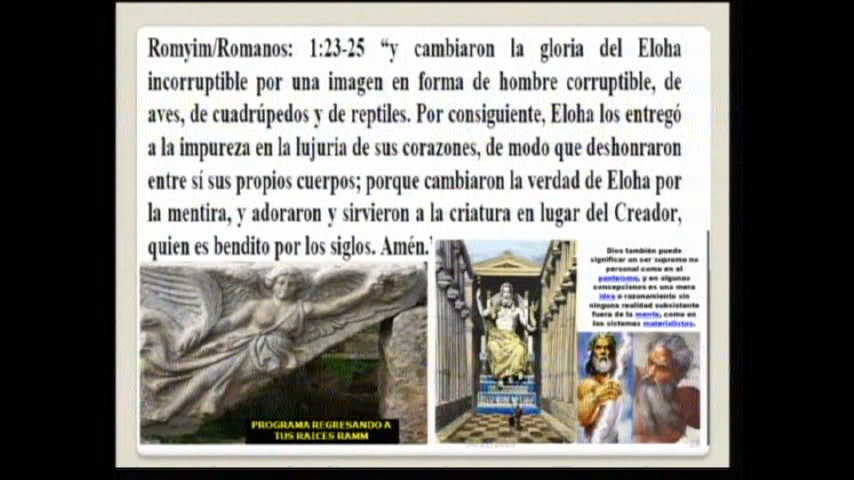 Romyim/Romanos: 1:23-25 “y cambiaron la gloria del Eloha
incorruptible por una imagen en forma de hombre corruptible, de
aves, de cuadrúpedos y de reptiles. Por consiguiente, Eloha los entregó
a la impureza en la lujuria de sus corazones, de modo que deshonraron
entre sí sus propios cuerpos; porque cambiaron la verdad de Eloha por
la mentira, y adoraron y sirvieron a la criatura en lugar del Creador,
quien es bendito por los siglos. Amén.'
Dios también puede
significar un ser supremo no
personal como en el
panteísmo, y en algunas
concepciones es una mera
idea o razonamiento sin
ninguna realidad subsistente
fuera de la mente, como en
los sistemas materialistas.
PROGRAMA REGRESANDO A
TUS RAICES RAMM